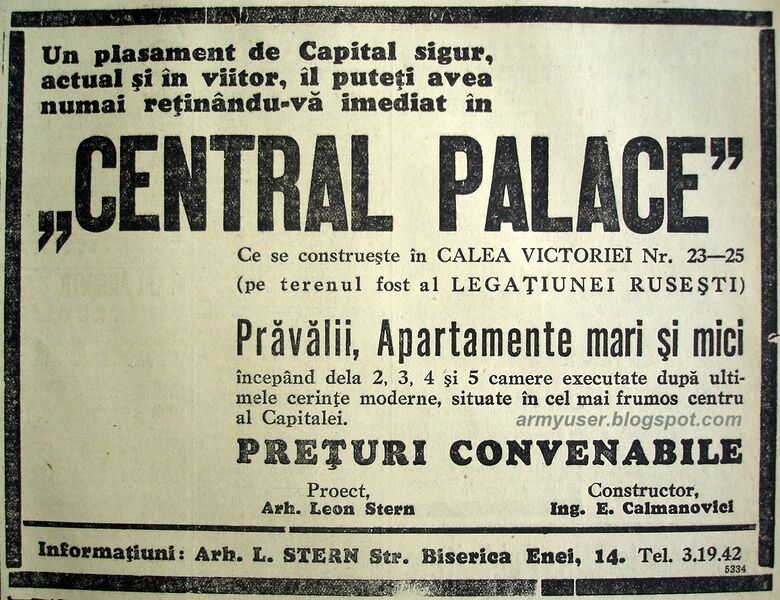 Un plasament de Capital sigur,
actual şi în viitor, îl puteţi avea
numai reţinându-vă imediat în
„CENTRAL PALACE”
Ce se construeşte în CALEA VICTORIEI Nr. 23—25
(pe terenul fost al LEGAŢIUNEI RUSEŞTI)
Prăvălii, Apartamente mari şi mici
începând dela 2, 3, 4 şi 5 camere executate după ulti-
mele cerinţe moderne, situate în cel mai frumos centru
al Capitalei.
armyuser.blogspot.com
PREŢURI CONVENABILE
Proect,
Arh. Leon Stern
Constructor,
Ing. E. Calmanovici
Informaţiuni: Arh. L. STERN Str. Biserica Enei, 14. Tel. 3.19.42
5334